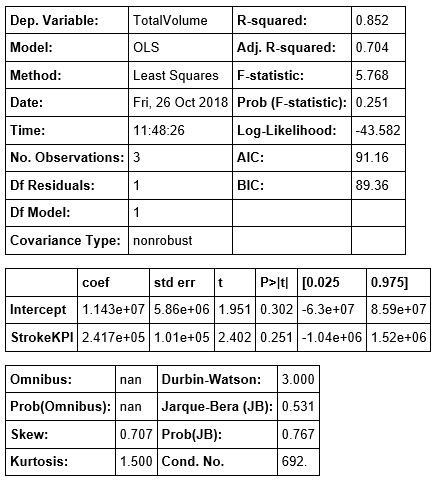 Dep. Variable: TotalVolume R-squared: 0.852
Model: OLS Adj. R-squared: 0.704
Method: Least Squares F-statistic: 5.768
Date: Fri, 26 Oct 2018 Prob (F-statistic): 0.251
Time: 11:48:26 Log-Likelihood: -43.582
No. Observations: 3 AIC: 91.16
Df Residuals: 1 BIC: 89.36
Df Model: 1
Covariance Type: nonrobust
coef std err t P>|t| [0.025 0.975]
Intercept 1.143e+07 5.86e+06 1.951 0.302 -6.3e+07 8.59e+07
StrokeKPI 2.417e+05 1.01e+05 2.402 0.251 -1.04e+06 1.52e+06
Omnibus: nan Durbin-Watson: 3.000
Prob(Omnibus): nan Jarque-Bera (JB): 0.531
Skew: 0.707 Prob(JB): 0.767
Kurtosis: 1.500 Cond. No. 692.